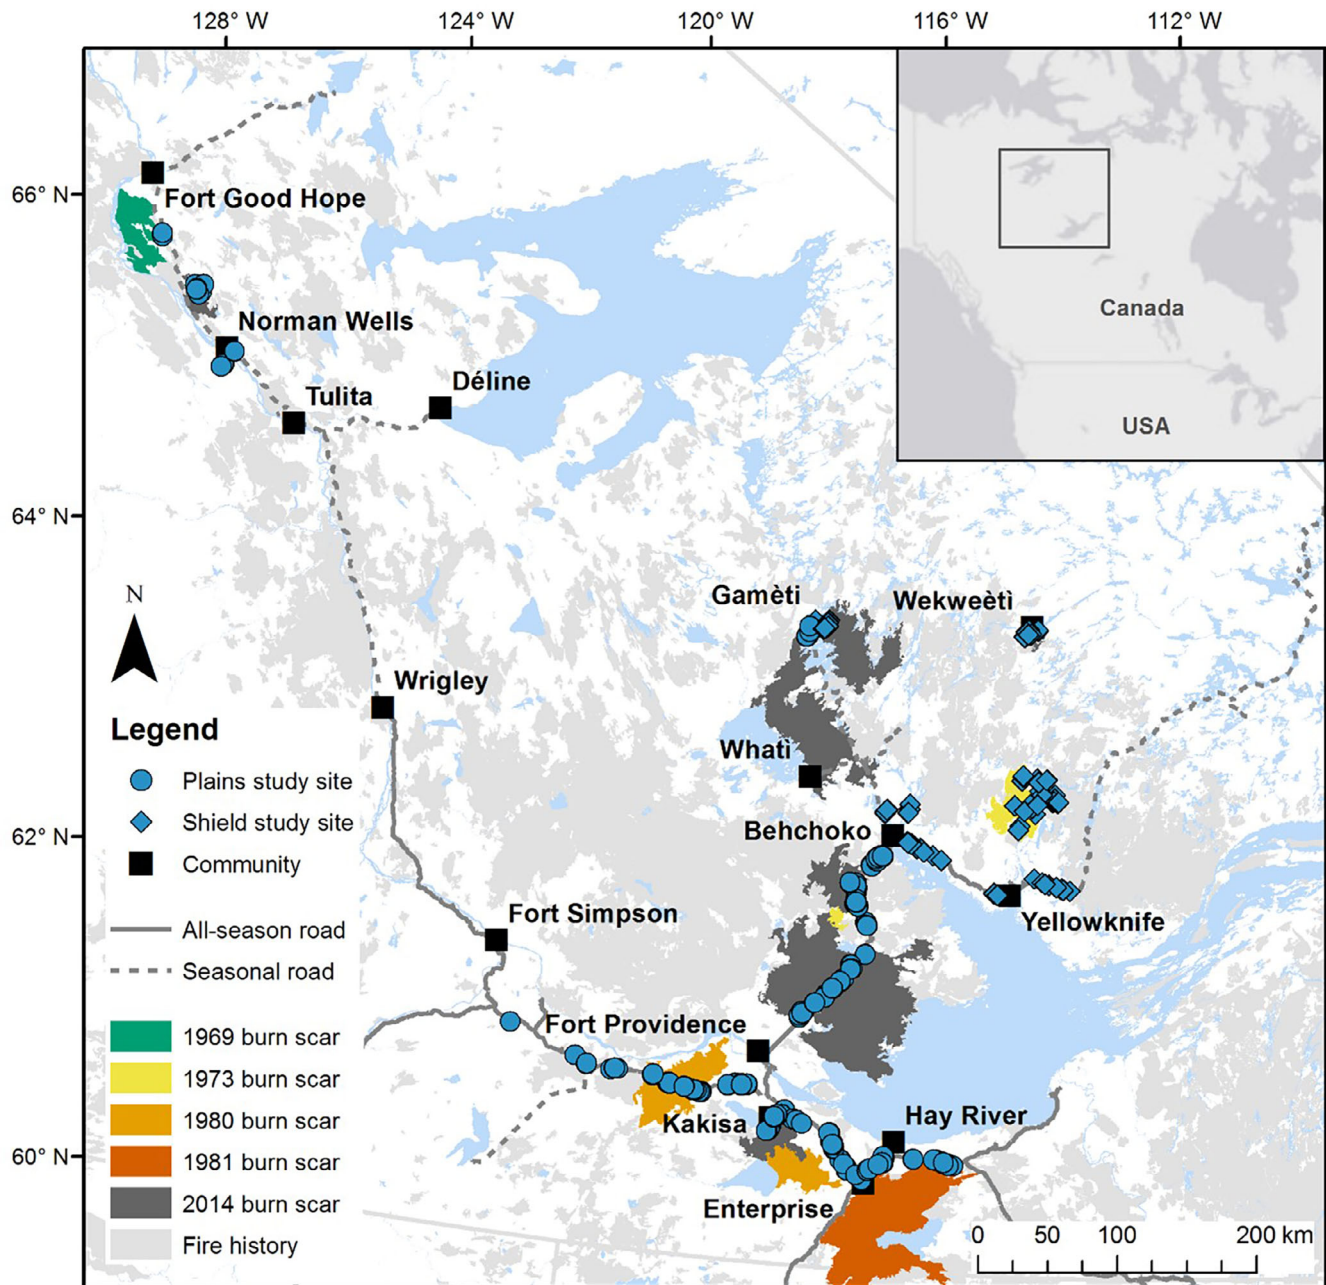 128° W
124° W
120° W
116° W
112° W
66° N
64° N
62° N
60° N
Canada
USA
Fort Good Hope
Norman Wells
Tulita
Déline
Gamètì
Wekweètì
N
Wrigley
Whatì
Behchoko
Yellowknife
Fort Simpson
Fort Providence
Kakisa
Hay River
Enterprise
Legend
Plains study site
Shield study site
Community
All-season road
Seasonal road
1969 burn scar
1973 burn scar
1980 burn scar
1981 burn scar
2014 burn scar
Fire history
0 50 100 200 km